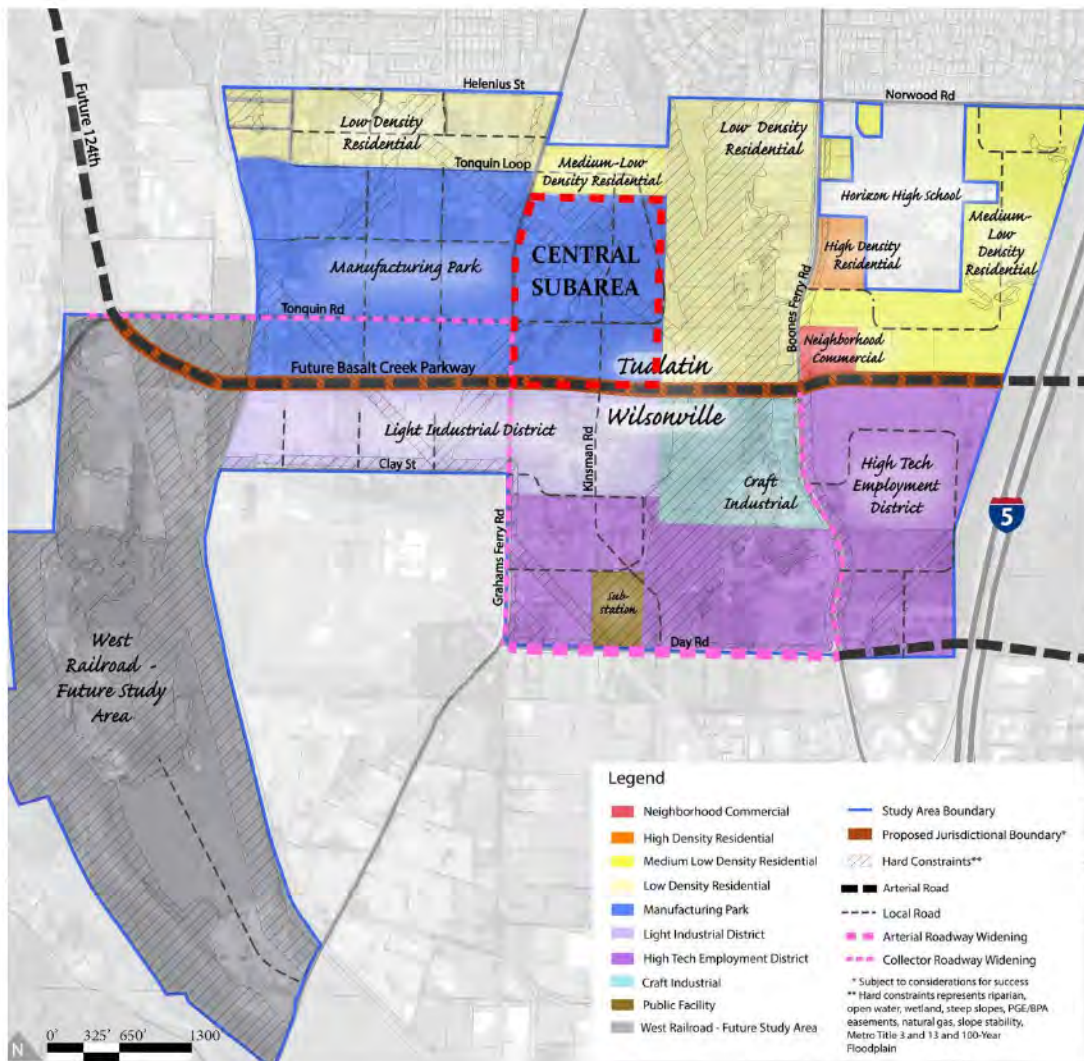 Helenius St
Norwood Rd
Future 124th
Low Density
Residential
Low Density
Residential
Tonquin Loop
Medium-Low
Density Residential
Horizon High School
Medium-
Low
Density
Residential
High Density
Residential
CENTRAL
SUBAREA
Manufacturing Park
Boones Ferry Rd
Tonquin Rd
Neighborhood
Commercial
Future Basalt Creek Parkway
Tualatin
Wilsonville
Light Industrial District
Kinsman Rd
Clay St
Craft
Industrial
High Tech
Employment
District
5
Grahams Ferry Rd
Sub-
station
Day Rd
West
Railroad -
Future Study
Area
Legend
Neighborhood Commercial
High Density Residential
Medium Low Density Residential
Low Density Residential
Manufacturing Park
Light Industrial District
High Tech Employment District
Craft Industrial
Public Facility
West Railroad - Future Study Area
Study Area Boundary
Proposed Jurisdictional Boundary*
Hard Constraints**
Arterial Road
Local Road
Arterial Roadway Widening
Collector Roadway Widening
* Subject to considerations for success
** Hard constraints represents riparian,
open water, wetland, steep slopes, PGE/BPA
easements, natural gas, slope stability,
Metro Title 3 and 13 and 100-Year
Floodplain
N
0' 325' 650' 1300'